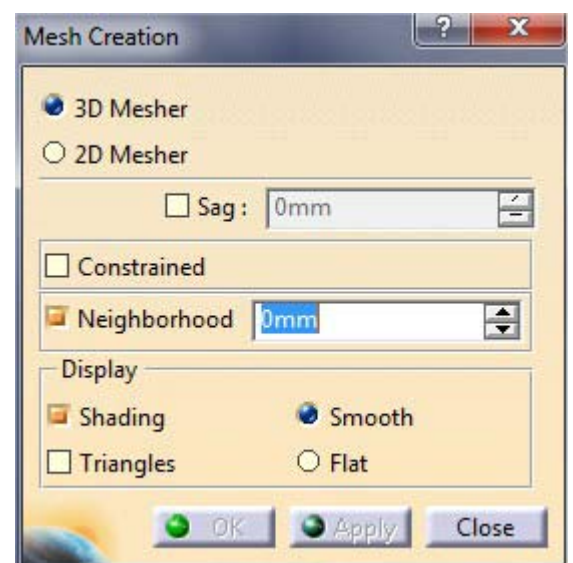 Mesh Creation ? X
3D Mesher
2D Mesher
Sag : 0mm
Constrained
Neighborhood 0mm
Display
Shading Smooth
Triangles Flat
OK Apply Close